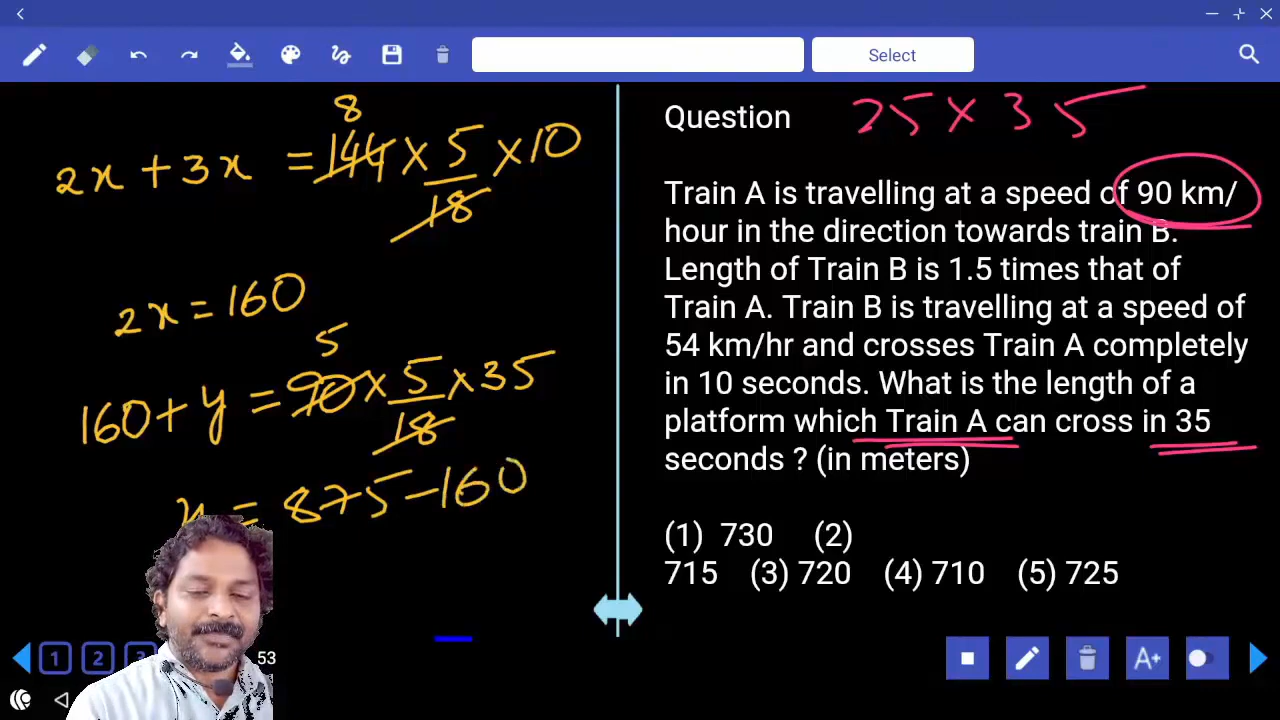 Select
8
2x + 3x = 144 × 5/18 × 10
2x = 160
5
160 + y = 90 × 5/18 × 35
= 875 - 160
Question
25 × 35
Train A is travelling at a speed of 90 km/
hour in the direction towards train B.
Length of Train B is 1.5 times that of
Train A. Train B is travelling at a speed of
54 km/hr and crosses Train A completely
in 10 seconds. What is the length of a
platform which Train A can cross in 35
seconds ? (in meters)
(1) 730 (2)
715 (3) 720 (4) 710 (5) 725
1 2 3 53
A+